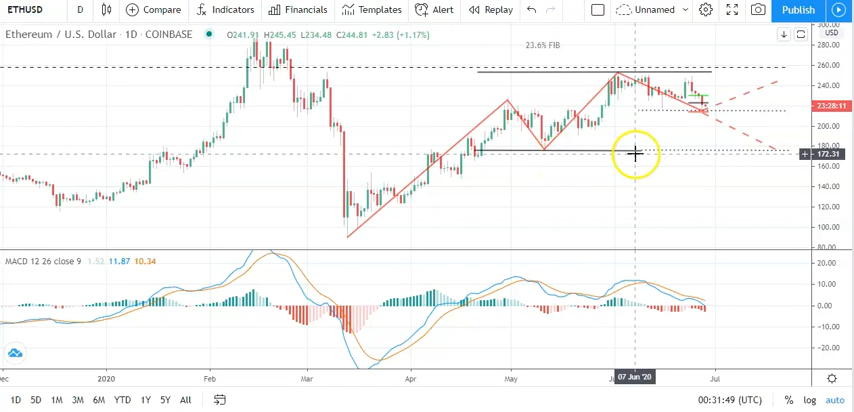 ETHUSD D Compare Indicators Financials Templates Alert Replay Unnamed Publish
Ethereum / U.S. Dollar · 1D · COINBASE O241.91 H245.45 L234.48 C244.81 +2.83 (+1.17%)
USD
23.6% FIB
280.00
260.00
240.00
23:28:11
200.00
180.00
172.31
160.00
140.00
120.00
100.00
80.00
MACD 12 26 close 9 1.52 11.87 10.34
20.00
10.00
0.00
-10.00
-20.00
2020 Feb Mar Apr May 07 Jun '20 Jul
1D 5D 1M 3M 6M YTD 1Y 5Y All 00:31:49 (UTC) % log auto